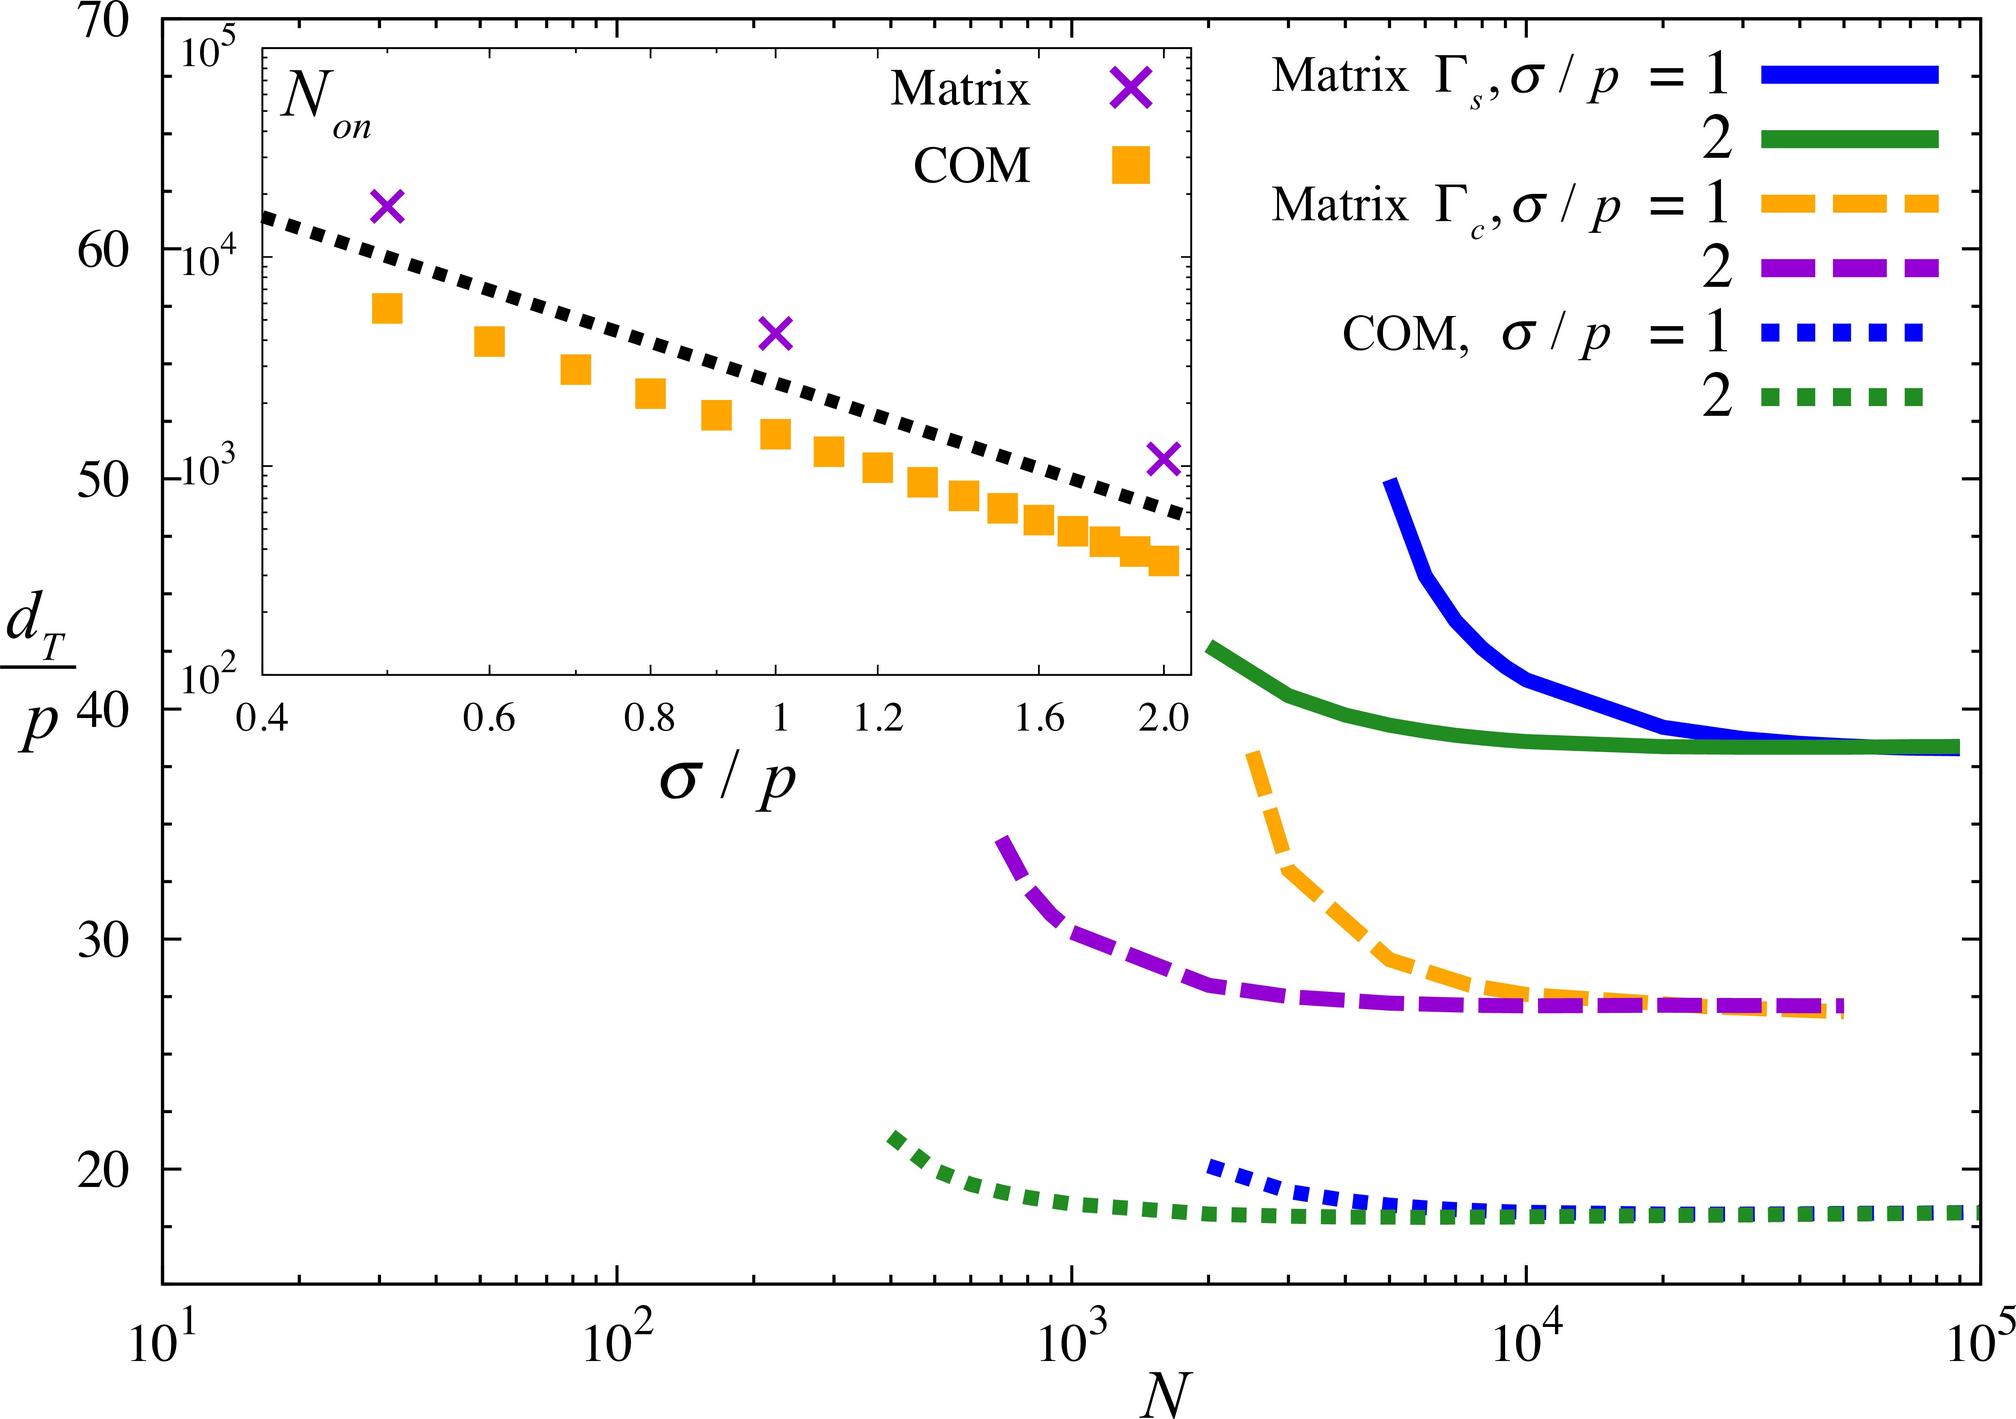 70
60
50
40
30
20
d_T
p
10^1 10^2 10^3 10^4 10^5
N
N_on
10^5
10^4
10^3
10^2
0.4 0.6 0.8 1 1.2 1.6 2.0
σ / p
Matrix
COM
Matrix Γ_s, σ / p = 1
2
Matrix Γ_c, σ / p = 1
2
COM, σ / p = 1
2